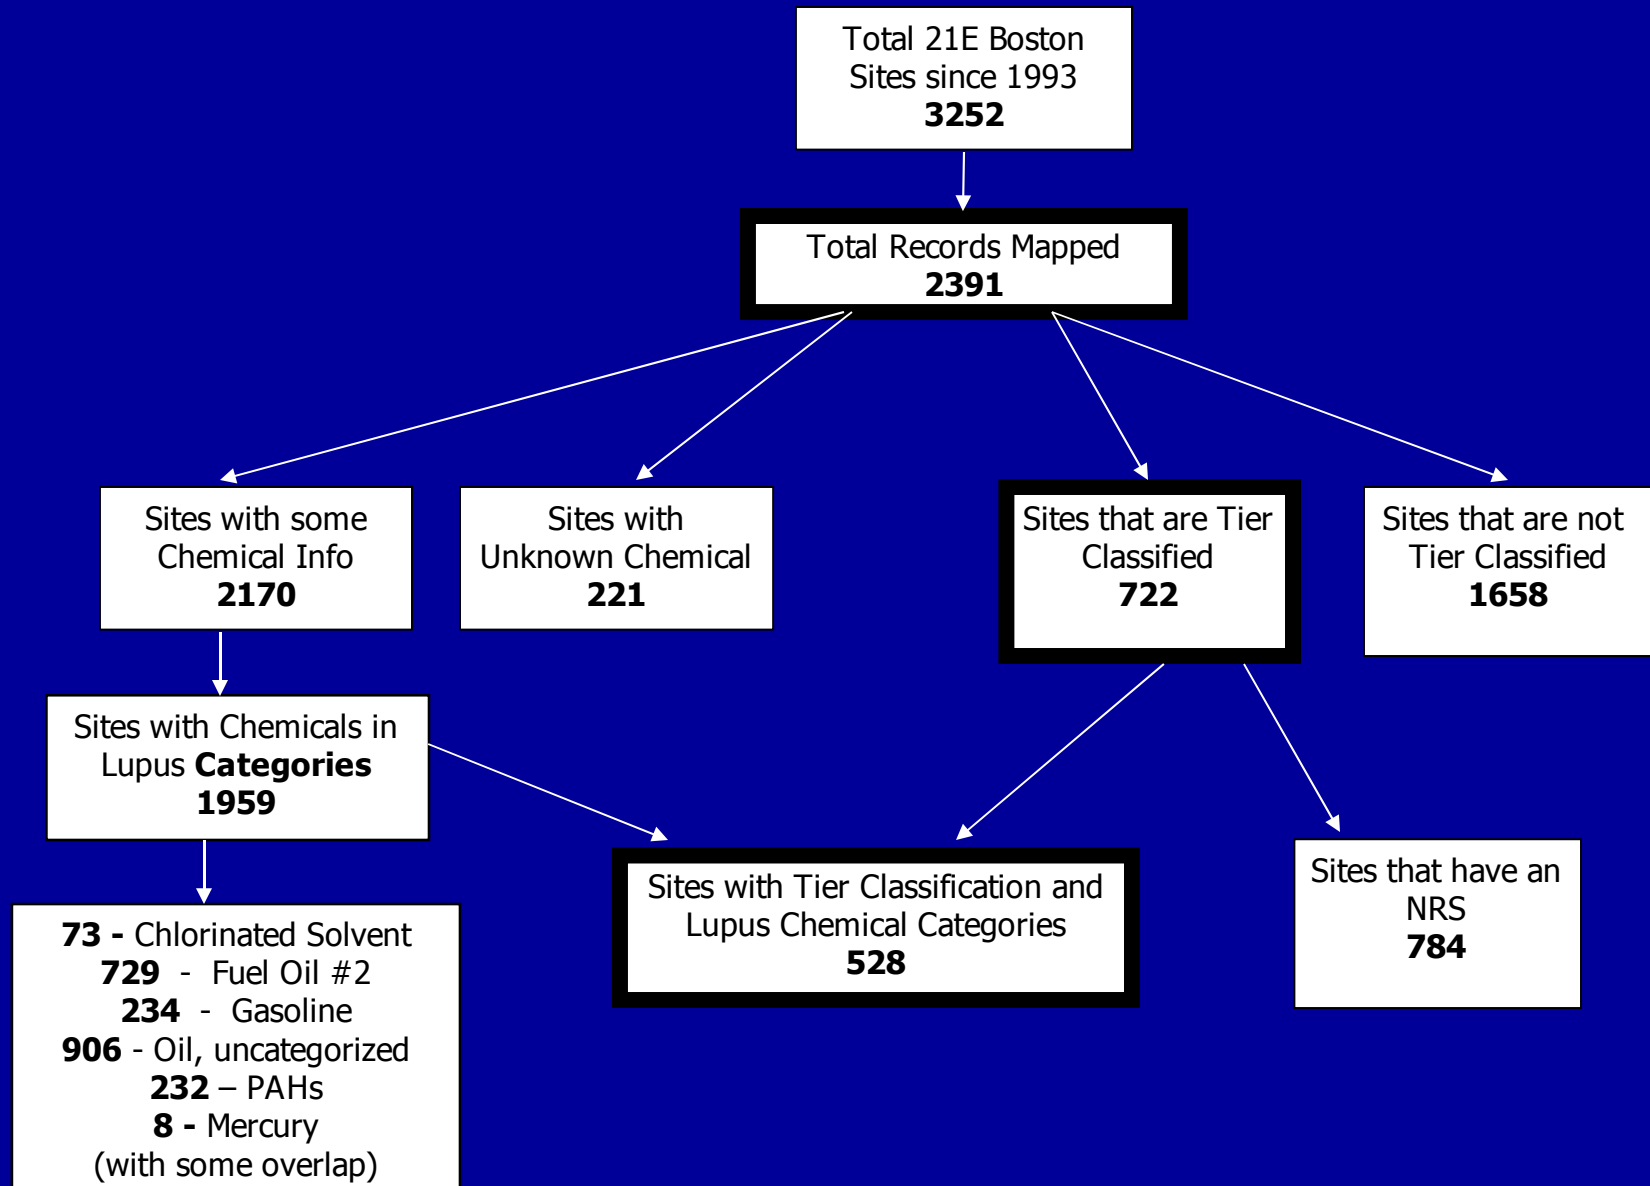 Total 21E Boston
Sites since 1993
3252
Total Records Mapped
2391
Sites with some
Chemical Info
2170
Sites with
Unknown Chemical
221
Sites that are Tier
Classified
722
Sites that are not
Tier Classified
1658
Sites with Chemicals in
Lupus Categories
1959
Sites with Tier Classification and
Lupus Chemical Categories
528
Sites that have an
NRS
784
73 - Chlorinated Solvent
729 - Fuel Oil #2
234 - Gasoline
906 - Oil, uncategorized
232 – PAHs
8 - Mercury
(with some overlap)